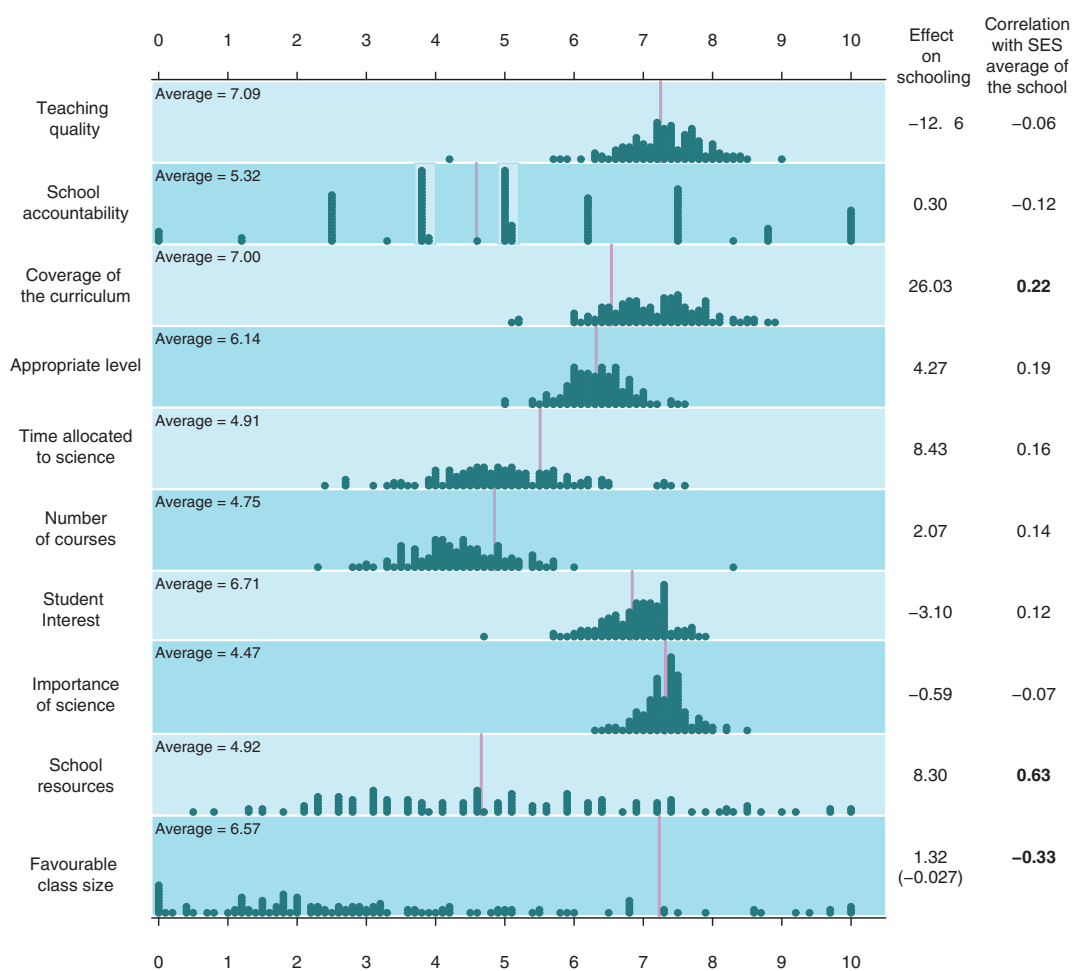 0 1 2 3 4 5 6 7 8 9 10
Effect
on
schooling
Correlation
with SES
average of
the school
Teaching
quality
Average = 7.09
−12. 6
−0.06
School
accountability
Average = 5.32
0.30
−0.12
Coverage of
the curriculum
Average = 7.00
26.03
0.22
Appropriate level
Average = 6.14
4.27
0.19
Time allocated
to science
Average = 4.91
8.43
0.16
Number
of courses
Average = 4.75
2.07
0.14
Student
Interest
Average = 6.71
−3.10
0.12
Importance
of science
Average = 4.47
−0.59
−0.07
School
resources
Average = 4.92
8.30
0.63
Favourable
class size
Average = 6.57
1.32
(−0.027)
−0.33
0 1 2 3 4 5 6 7 8 9 10